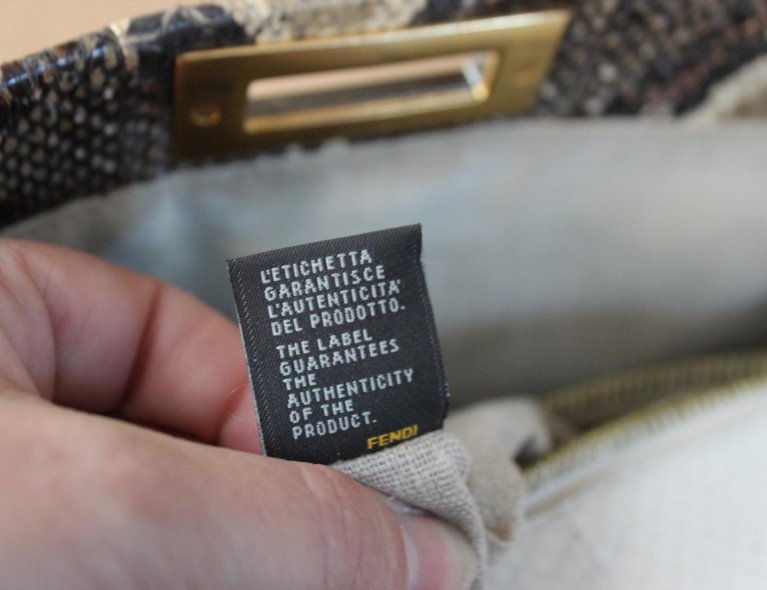 L'ETICHETTA
GARANTISCE
L'AUTENTICITA'
DEL PRODOTTO.
THE LABEL
GUARANTEES
THE
AUTHENTICITY
OF THE
PRODUCT.
FENDI